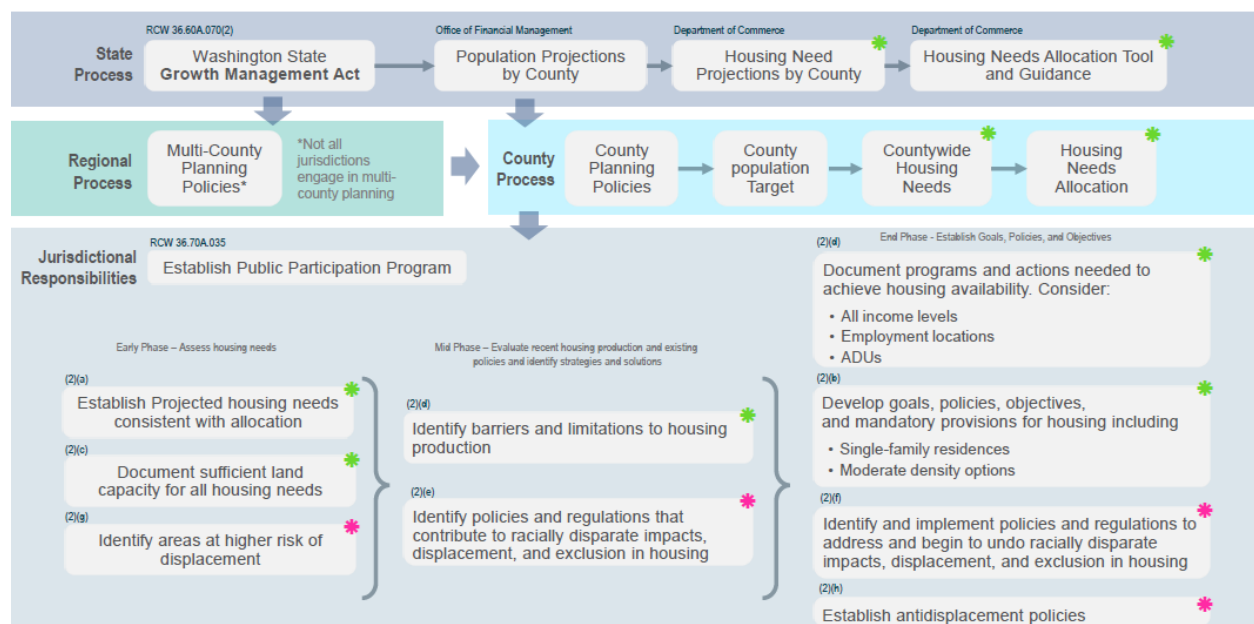 State
Process
RCW 36.60A.070(2)
Washington State
Growth Management Act
Office of Financial Management
Population Projections
by County
Department of Commerce
Housing Need
Projections by County
Department of Commerce
Housing Needs Allocation Tool
and Guidance
Regional
Process
Multi-County
Planning
Policies*
*Not all
jurisdictions
engage in multi-
county planning
County
Process
County
Planning
Policies
County
population
Target
Countywide
Housing
Needs
Housing
Needs
Allocation
Jurisdictional
Responsibilities
RCW 36.70A.035
Establish Public Participation Program
Early Phase – Assess housing needs
(2)(a)
Establish Projected housing needs
consistent with allocation
(2)(c)
Document sufficient land
capacity for all housing needs
(2)(g)
Identify areas at higher risk of
displacement
Mid Phase – Evaluate recent housing production and existing
policies and identify strategies and solutions
(2)(d)
Identify barriers and limitations to housing
production
(2)(e)
Identify policies and regulations that
contribute to racially disparate impacts,
displacement, and exclusion in housing
End Phase - Establish Goals, Policies, and Objectives
(2)(d)
Document programs and actions needed to
achieve housing availability. Consider:
• All income levels
• Employment locations
• ADUs
(2)(b)
Develop goals, policies, objectives,
and mandatory provisions for housing including
• Single-family residences
• Moderate density options
(2)(f)
Identify and implement policies and regulations to
address and begin to undo racially disparate
impacts, displacement, and exclusion in housing
(2)(h)
Establish antidisplacement policies